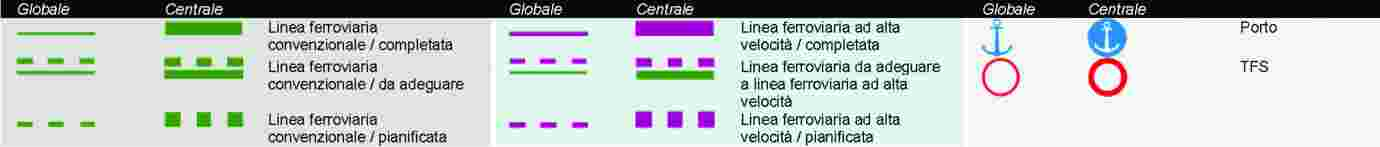 Globale Centrale Globale Centrale Globale Centrale
Linea ferroviaria
convenzionale / completata
Linea ferroviaria
convenzionale / da adeguare
Linea ferroviaria
convenzionale / pianificata
Linea ferroviaria ad alta
velocità / completata
Linea ferroviaria da adeguare
a linea ferroviaria ad alta
velocità
Linea ferroviaria ad alta
velocità / pianificata
Porto
TFS